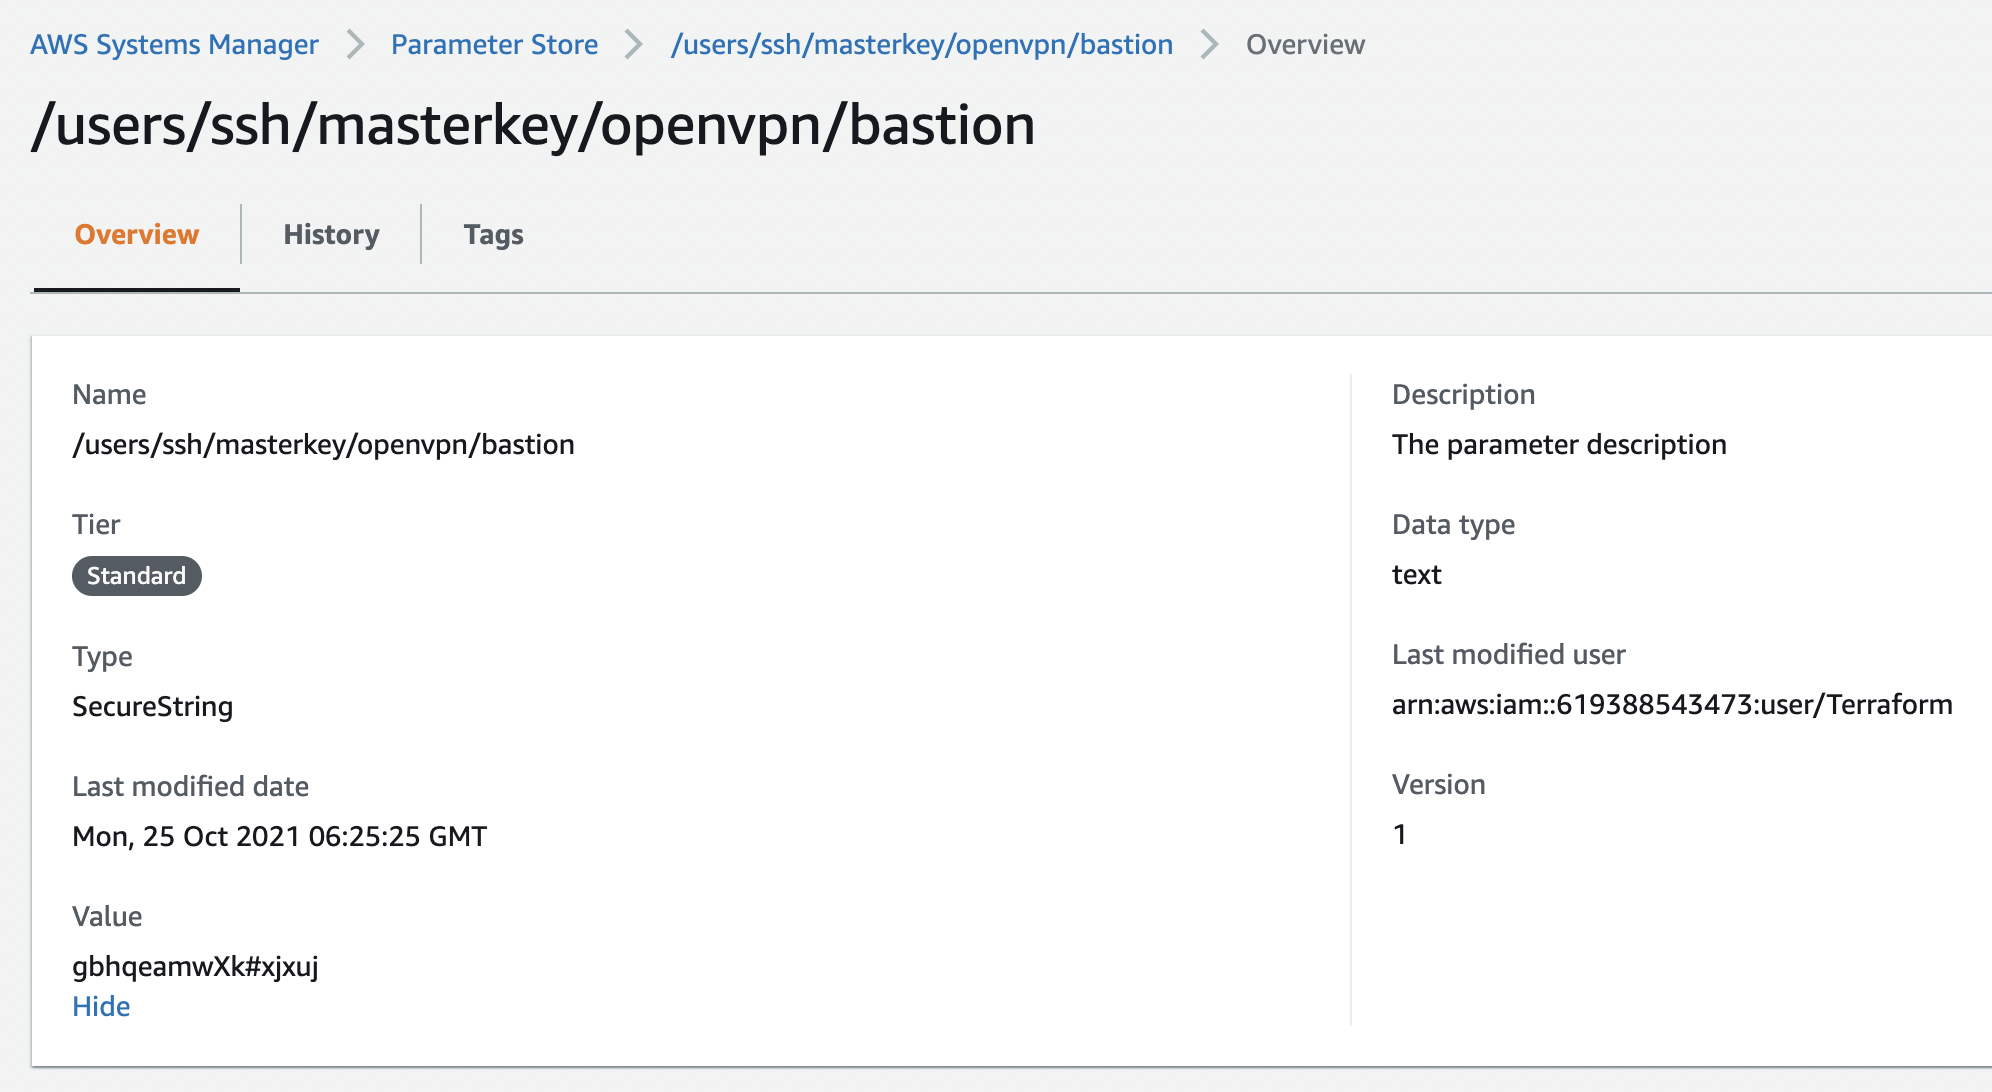 AWS Systems Manager > Parameter Store > /users/ssh/masterkey/openvpn/bastion > Overview
/users/ssh/masterkey/openvpn/bastion
Overview History Tags
Name
/users/ssh/masterkey/openvpn/bastion
Tier
Standard
Type
SecureString
Last modified date
Mon, 25 Oct 2021 06:25:25 GMT
Value
gbhqeamwXk#xjxuj
Hide
Description
The parameter description
Data type
text
Last modified user
arn:aws:iam::619388543473:user/Terraform
Version
1